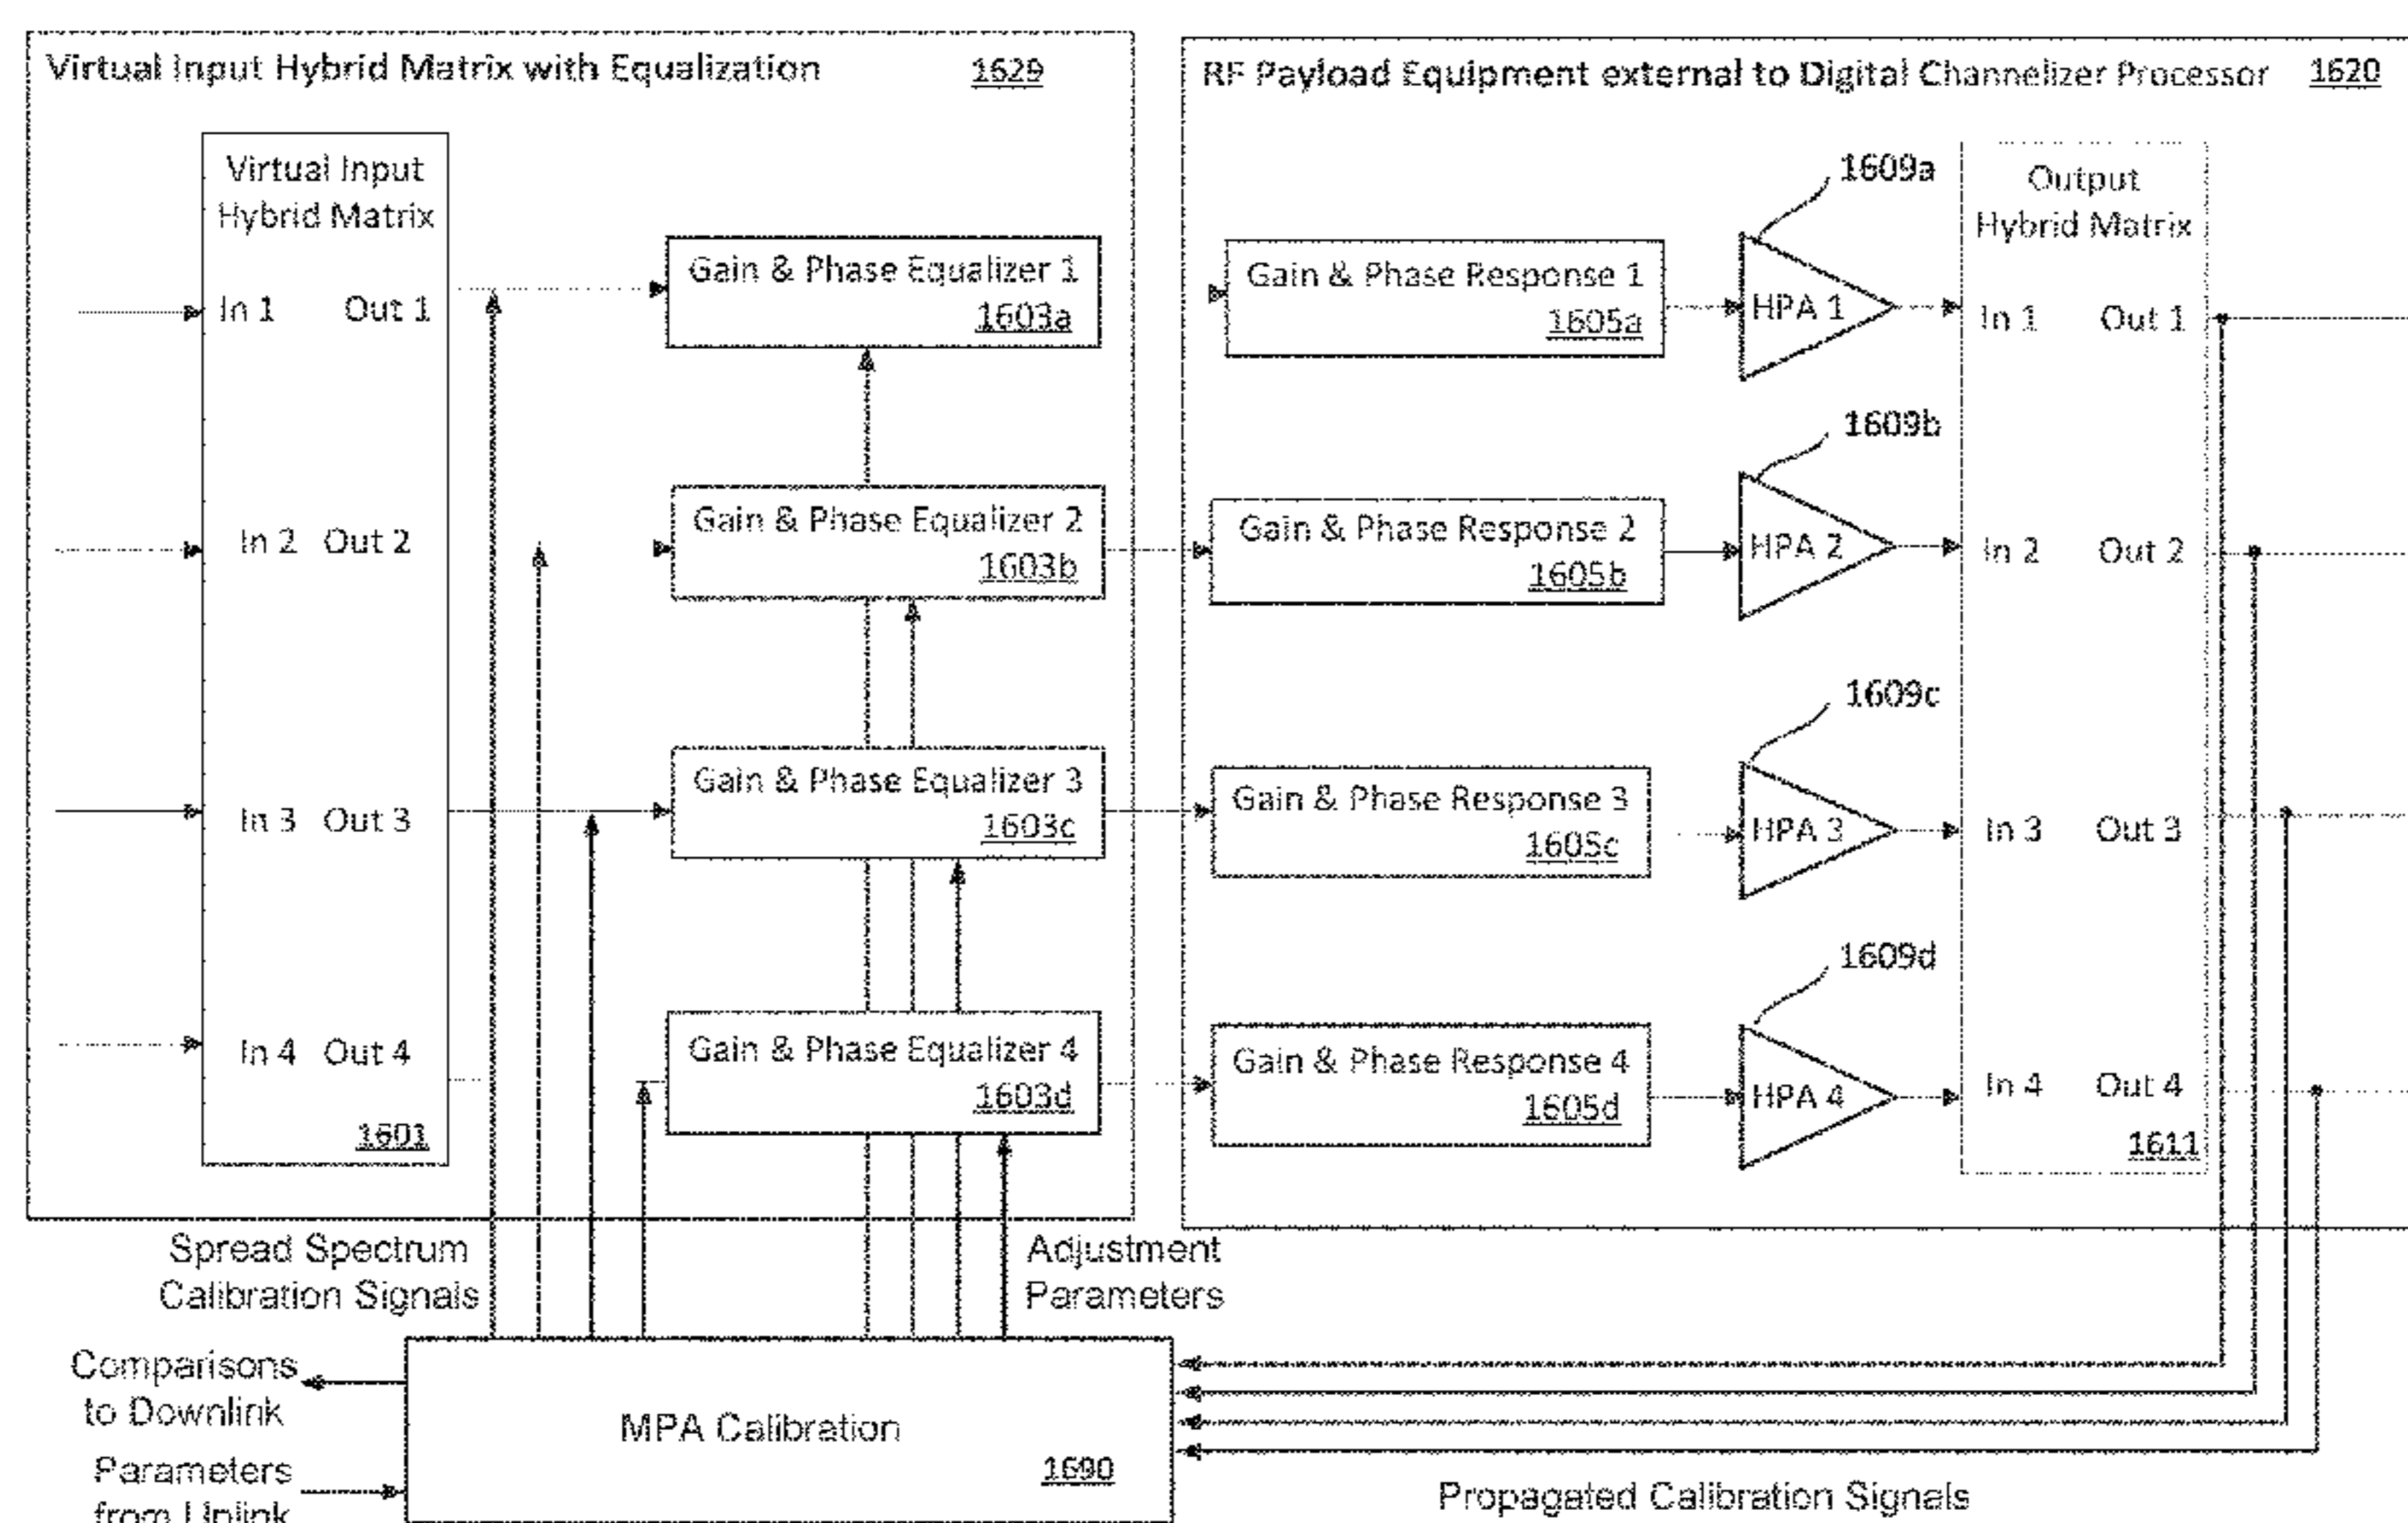 Virtual Input Hybrid Matrix with Equalization 1629
RF Payload Equipment external to Digital Channelizer Processor 1620
Virtual Input
Hybrid Matrix
In 1 Out 1
In 2 Out 2
In 3 Out 3
In 4 Out 4
1601
Gain & Phase Equalizer 1
1603a
Gain & Phase Equalizer 2
1603b
Gain & Phase Equalizer 3
1603c
Gain & Phase Equalizer 4
1603d
Gain & Phase Response 1
1605a
Gain & Phase Response 2
1605b
Gain & Phase Response 3
1605c
Gain & Phase Response 4
1605d
1609a
HPA 1
1609b
HPA 2
1609c
HPA 3
1609d
HPA 4
Output
Hybrid Matrix
In 1 Out 1
In 2 Out 2
In 3 Out 3
In 4 Out 4
1611
Spread Spectrum
Calibration Signals
Adjustment
Parameters
Comparisons
to Downlink
Parameters
from Uplink
MPA Calibration
1690
Propagated Calibration Signals